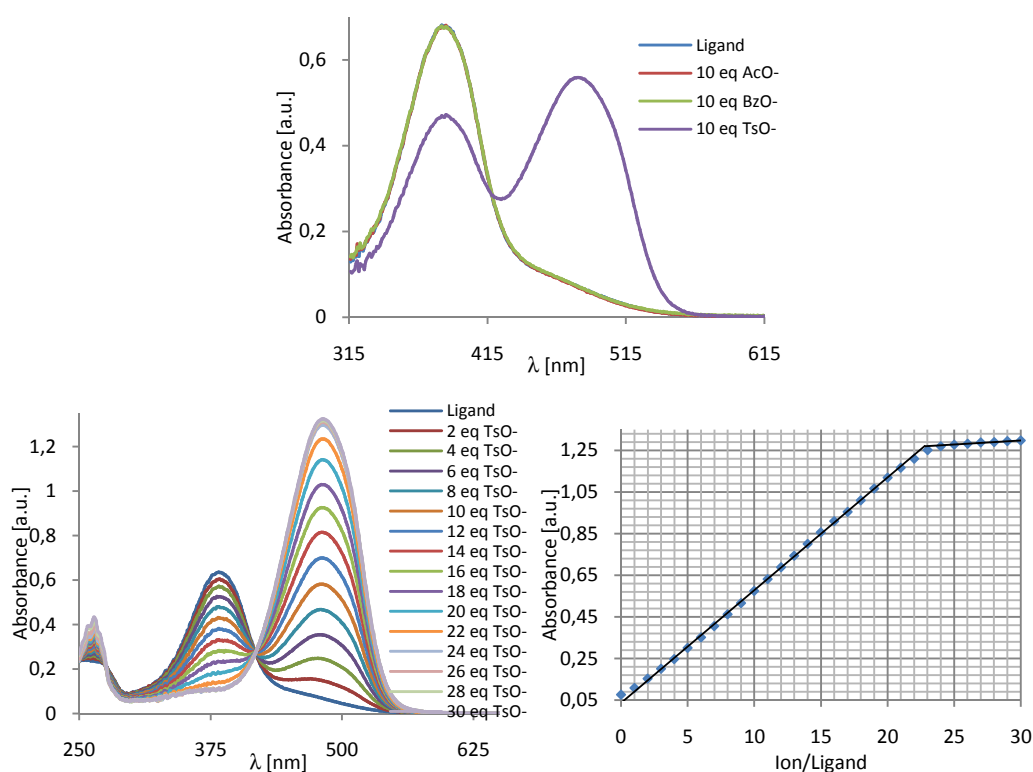 Absorbance [a.u.]
0,6
0,4
0,2
0
315
415
515
615
λ [nm]
Ligand
10 eq AcO-
10 eq BzO-
10 eq TsO-
Absorbance [a.u.]
1,2
1
0,8
0,6
0,4
0,2
0
250
375
500
625
λ [nm]
Ligand
2 eq TsO-
4 eq TsO-
6 eq TsO-
8 eq TsO-
10 eq TsO-
12 eq TsO-
14 eq TsO-
16 eq TsO-
18 eq TsO-
20 eq TsO-
22 eq TsO-
24 eq TsO-
26 eq TsO-
28 eq TsO-
30 eq TsO-
Absorbance [a.u.]
1,25
1,05
0,85
0,65
0,45
0,25
0,05
0
5
10
15
20
25
30
Ion/Ligand